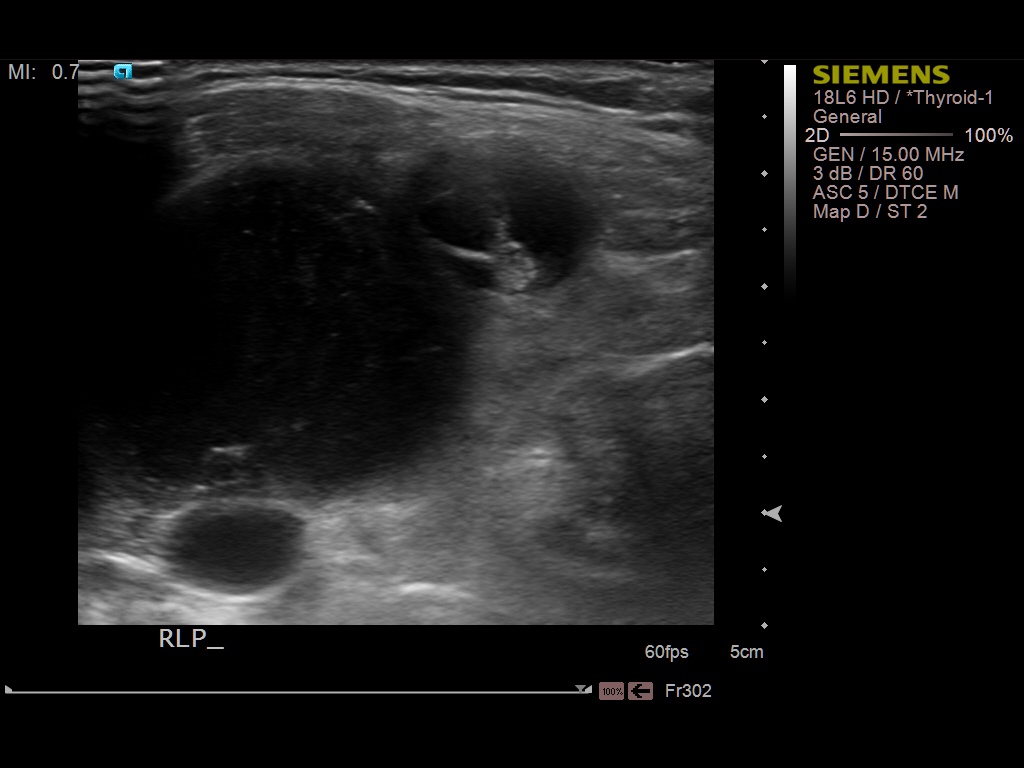 MI: 0.7
SIEMENS
18L6 HD / *Thyroid-1
General
2D 100%
GEN / 15.00 MHz
3 dB / DR 60
ASC 5 / DTCE M
Map D / ST 2
RLP_
60fps 5cm
100% Fr302